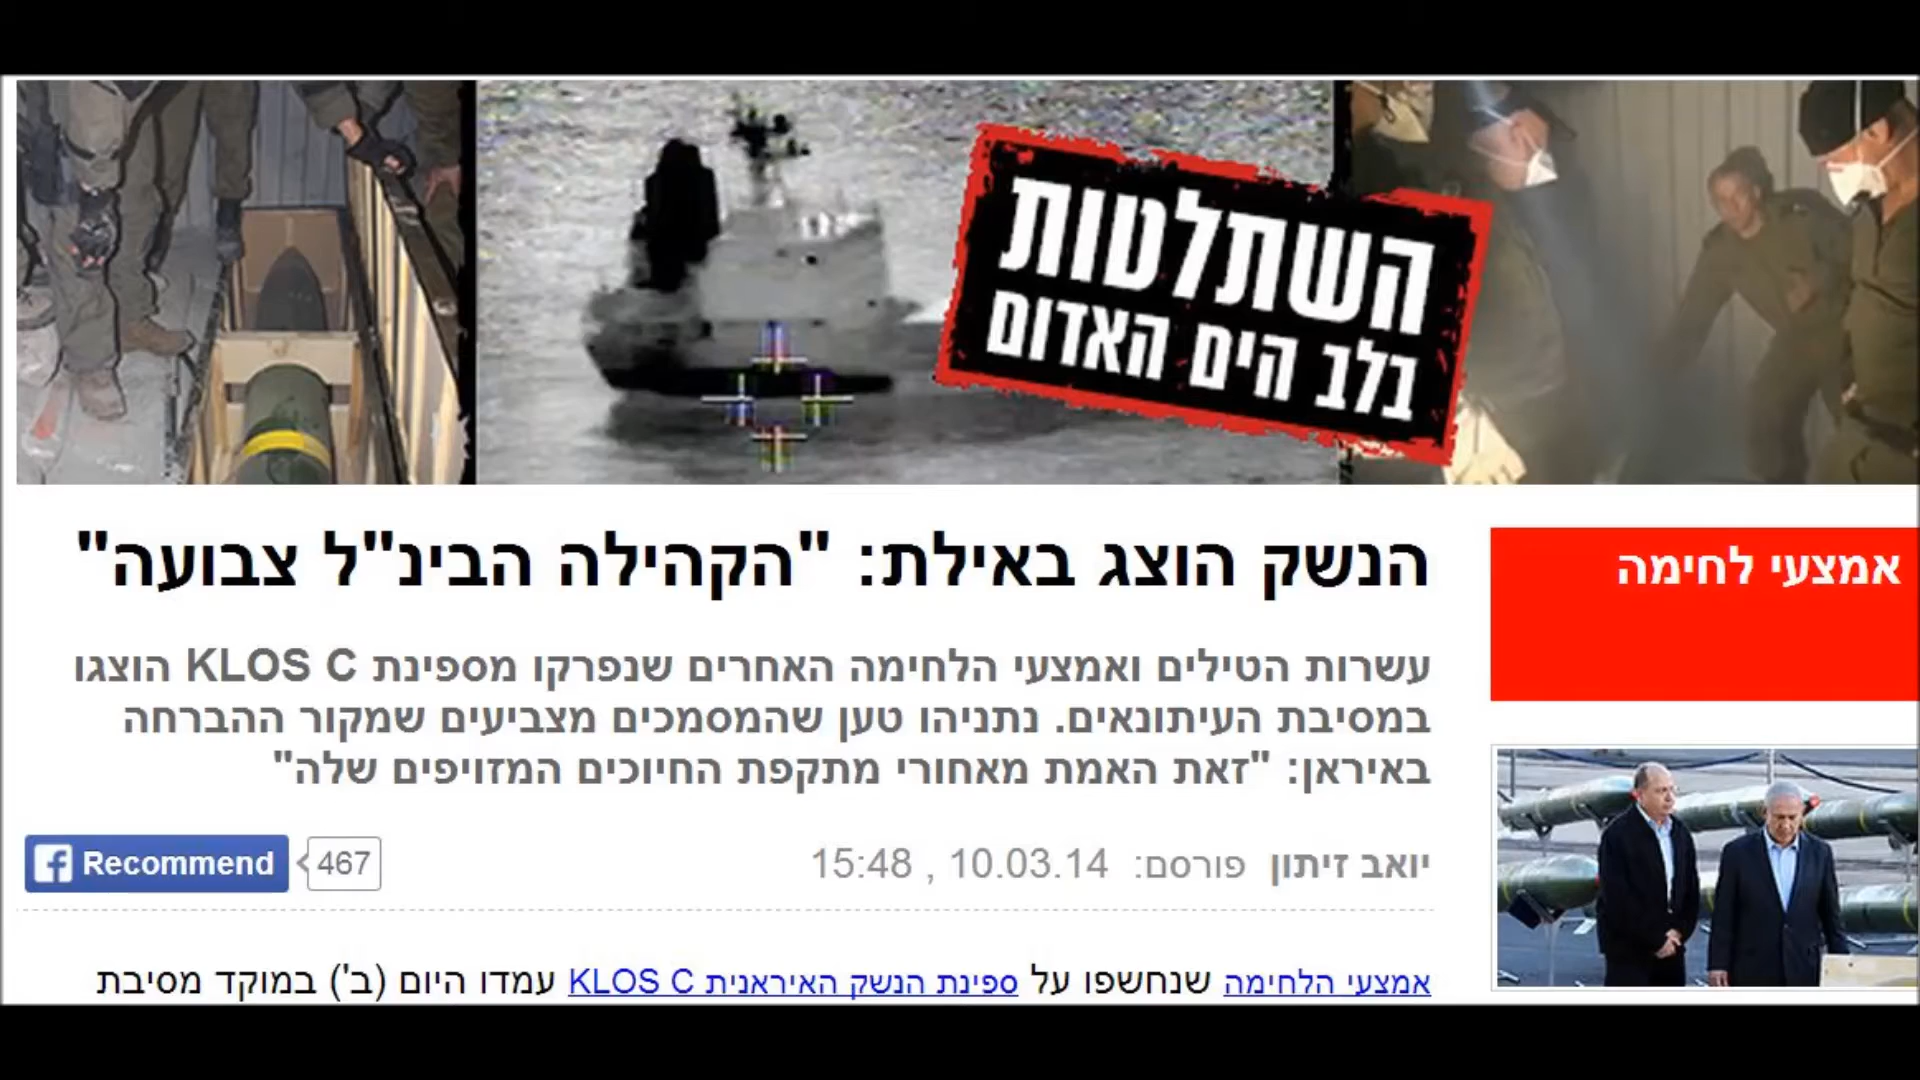 השתלטות
בלב הים האדום
הנשק הוצג באילת: "הקהילה הבינ"ל צבועה"
אמצעי לחימה
עשרות הטילים ואמצעי הלחימה האחרים שנפרקו מספינת KLOS C הוצגו
במסיבת העיתונאים. נתניהו טען שהמסמכים מצביעים שמקור ההברחה
באיראן: "זאת האמת מאחורי מתקפת החיוכים המזויפים שלה"
יואב זיתון פורסם: 10.03.14 , 15:48
Recommend 467
אמצעי הלחימה שנחשפו על ספינת הנשק האיראנית KLOS C עמדו היום (ב') במוקד מסיבת